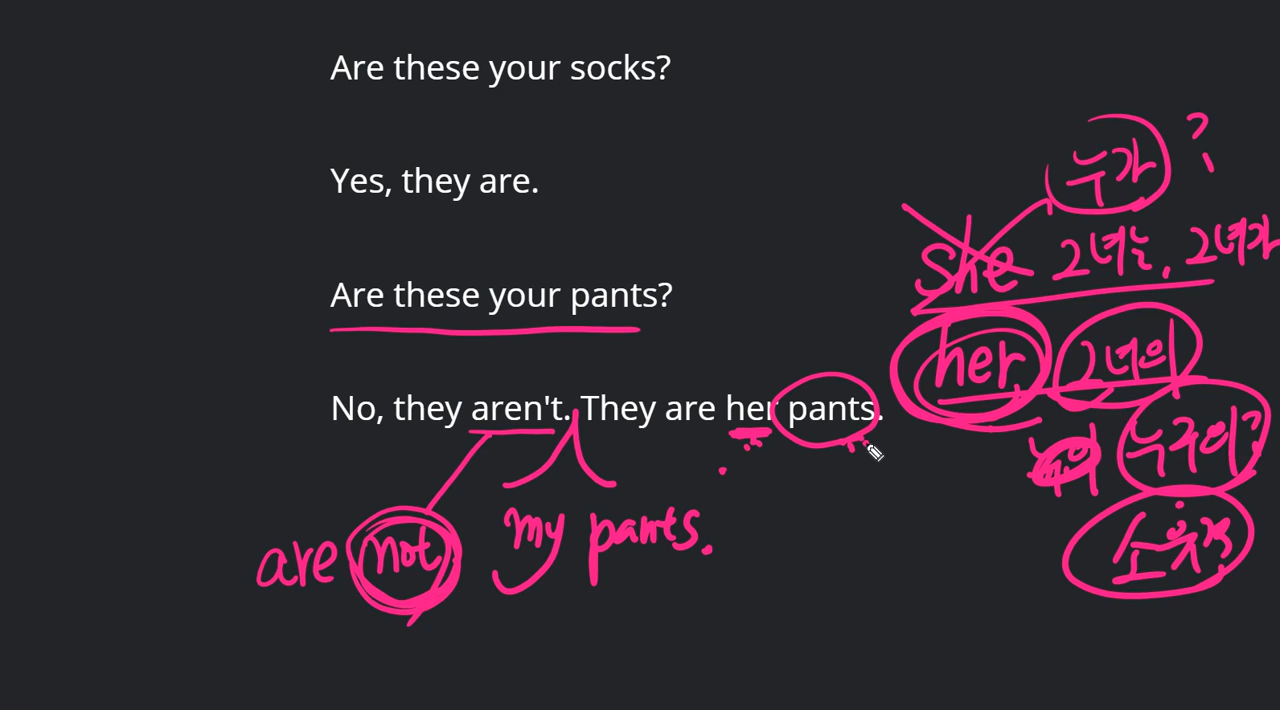 Are these your socks?
누가?
Yes, they are.
She 그녀는, 그녀가
Are these your pants?
her, 그녀의
No, they aren't. They are her pants.
누구의?
my pants.
are not
소유격